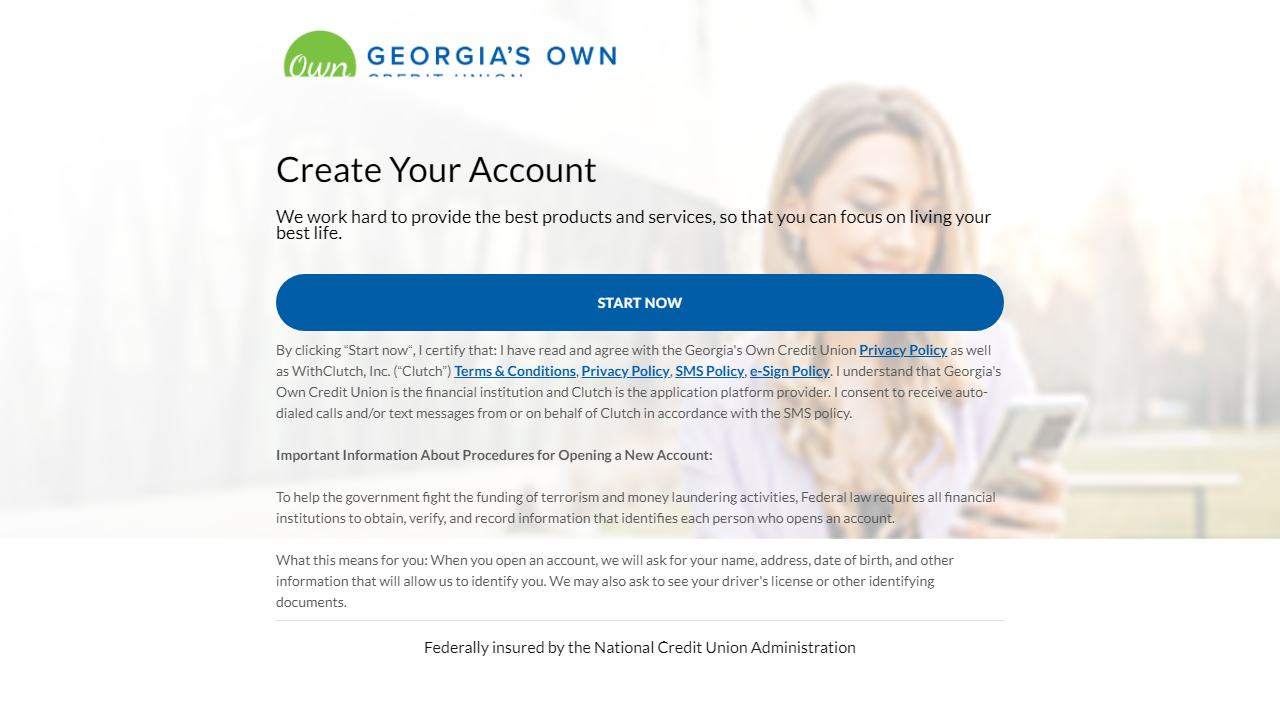 Own
GEORGIA'S OWN
CREDIT UNION
Create Your Account
We work hard to provide the best products and services, so that you can focus on living your
best life.
START NOW
By clicking “Start now“, I certify that: I have read and agree with the Georgia's Own Credit Union Privacy Policy as well
as WithClutch, Inc. (“Clutch”) Terms & Conditions, Privacy Policy, SMS Policy, e-Sign Policy. I understand that Georgia's
Own Credit Union is the financial institution and Clutch is the application platform provider. I consent to receive auto-
dialed calls and/or text messages from or on behalf of Clutch in accordance with the SMS policy.
Important Information About Procedures for Opening a New Account:
To help the government fight the funding of terrorism and money laundering activities, Federal law requires all financial
institutions to obtain, verify, and record information that identifies each person who opens an account.
What this means for you: When you open an account, we will ask for your name, address, date of birth, and other
information that will allow us to identify you. We may also ask to see your driver's license or other identifying
documents.
Federally insured by the National Credit Union Administration